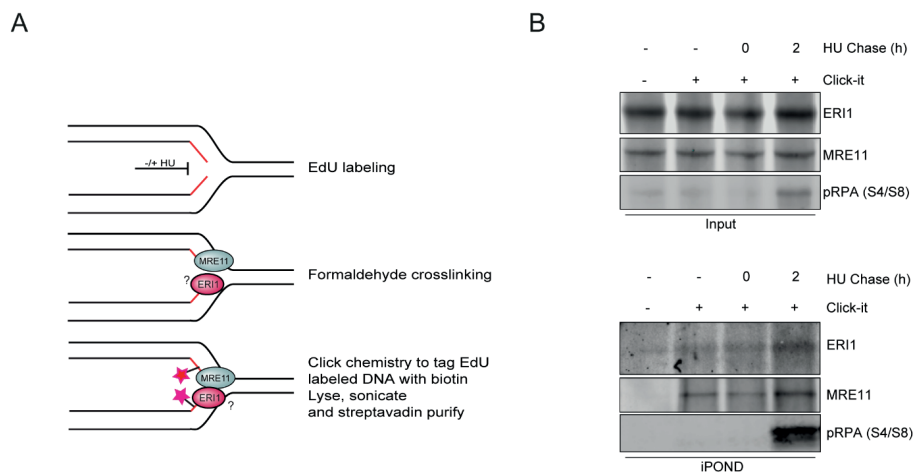 A
-/+ HU
EdU labeling
MRE11
? ERI1
Formaldehyde crosslinking
MRE11
ERI1 ?
Click chemistry to tag EdU
labeled DNA with biotin
Lyse, sonicate
and streptavadin purify
B
- - 0 2 HU Chase (h)
- + + + Click-it
ERI1
MRE11
pRPA (S4/S8)
Input
- - 0 2 HU Chase (h)
- + + + Click-it
ERI1
MRE11
pRPA (S4/S8)
iPOND